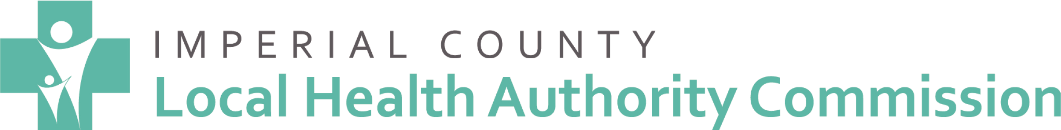 IMPERIAL COUNTY
Local Health Authority Commission